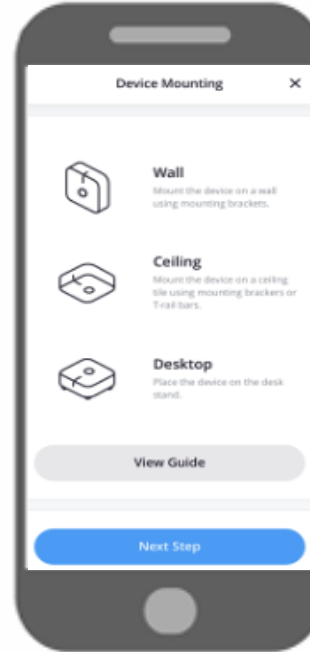 Device Mounting ×
Wall
Mount the device on a wall
using mounting brackets.
Ceiling
Mount the device on a ceiling
tile using mounting brackers or
T-rail bars.
Desktop
Place the device on the desk
stand.
View Guide
Next Step